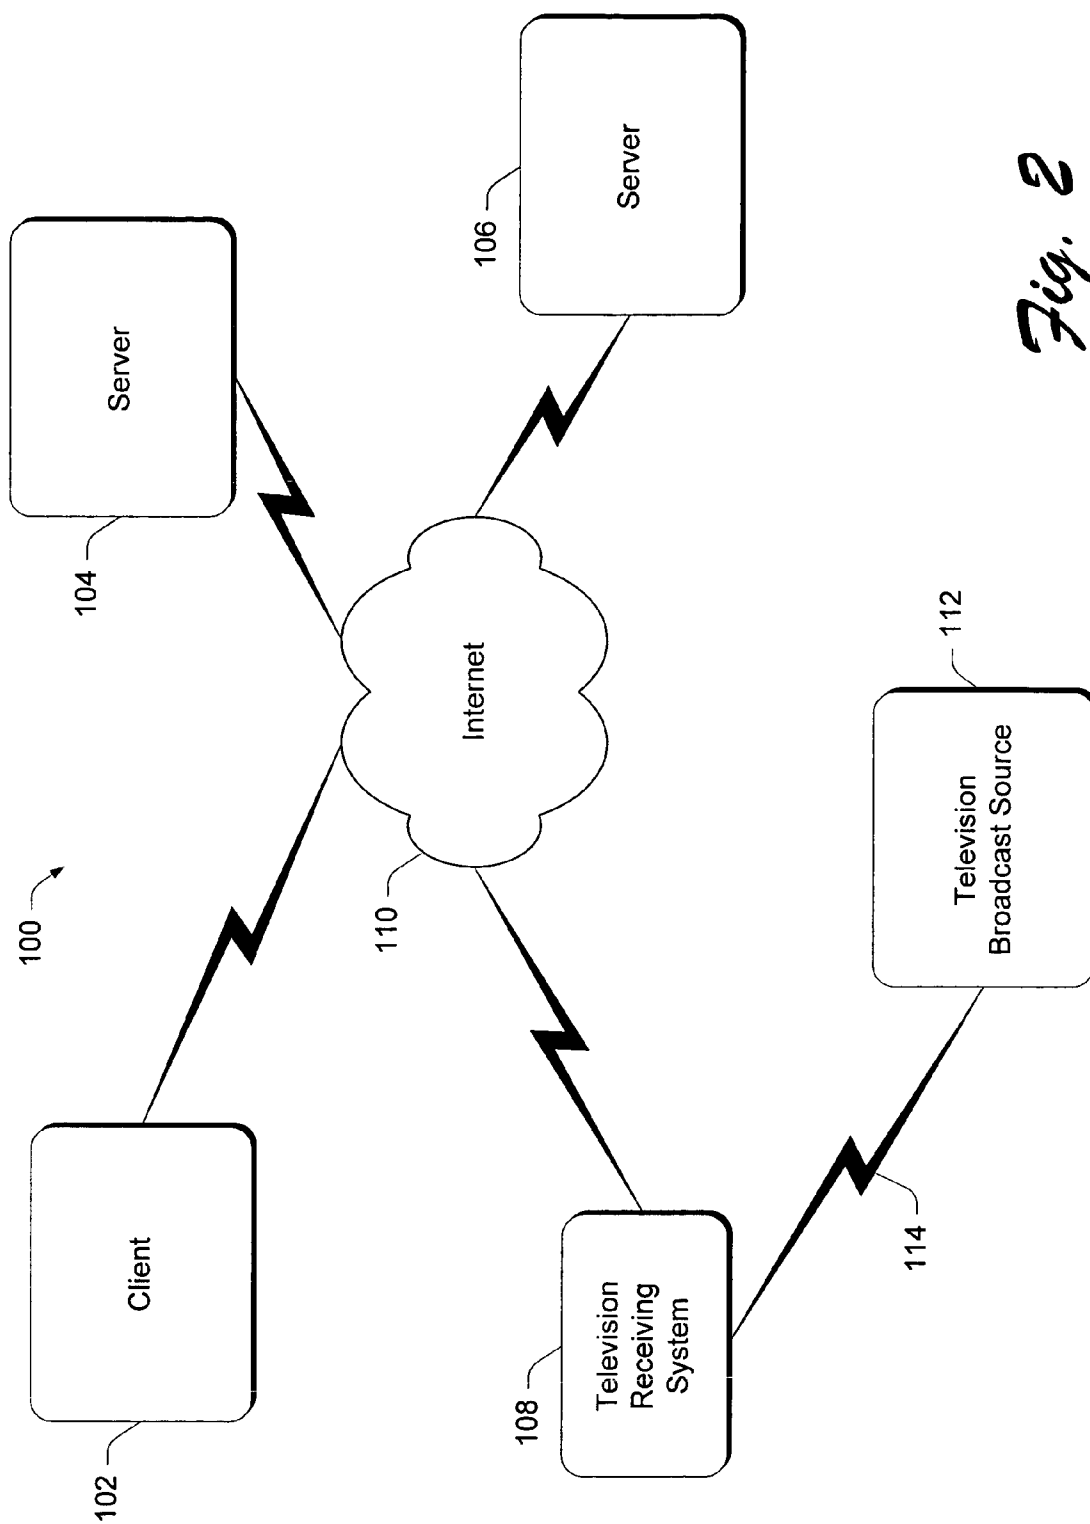 100
102
Client
104
Server
106
Server
110
Internet
108
Television
Receiving
System
114
112
Television
Broadcast Source
Fig. 2